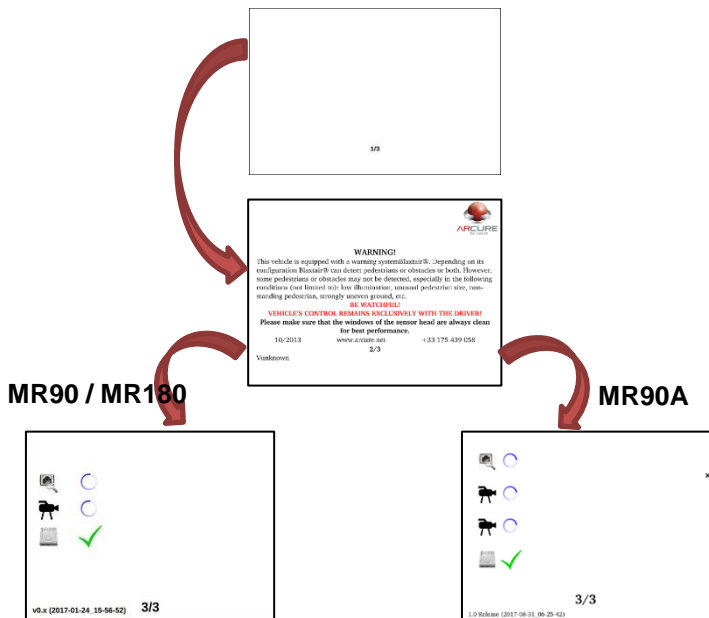 1/3
ARCURE
WARNING!
This vehicle is equipped with a warning systemBlaxtair®. Depending on its
configuration Blaxtair® can detect pedestrians or obstacles or both. However,
some pedestrians or obstacles may not be detected, especially in the following
conditions (not limited to): low illumination, unusual pedestrian size, non-
standing pedestrian, strongly uneven ground, etc.
BE WATCHFUL!
VEHICLE'S CONTROL REMAINS EXCLUSIVELY WITH THE DRIVER!
Please make sure that the windows of the sensor head are always clean
for best performance.
10/2013 www.arcure.net +33 175 439 058
2/3
Vunknown
MR90 / MR180
MR90A
v0.x (2017-01-24_15-56-52) 3/3
x
3/3
1.0 Release (2017-08-31_06-25-42)